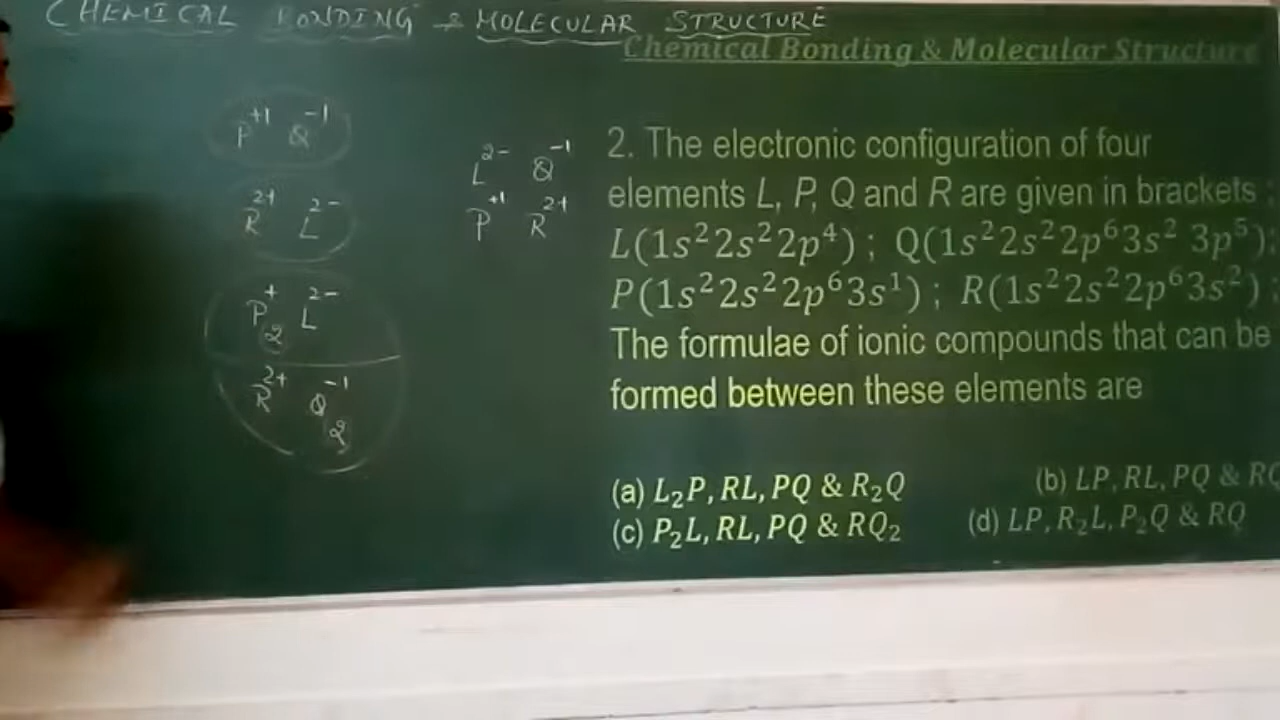 CHEMICAL BONDING & MOLECULAR STRUCTURE
Chemical Bonding & Molecular Structure
P⁺¹ Q⁻¹
R²⁺ L²⁻
P⁺₂ L²⁻
R²⁺ Q⁻¹₂
L²⁻ Q⁻¹
P⁺¹ R²⁺
2. The electronic configuration of four
elements L, P, Q and R are given in brackets ;
L(1s²2s²2p⁴) ; Q(1s²2s²2p⁶3s² 3p⁵);
P(1s²2s²2p⁶3s¹) ; R(1s²2s²2p⁶3s²) ;
The formulae of ionic compounds that can be
formed between these elements are
(a) L₂P, RL, PQ & R₂Q (b) LP, RL, PQ &
(c) P₂L, RL, PQ & RQ₂ (d) LP, R₂L, P₂Q & RQ